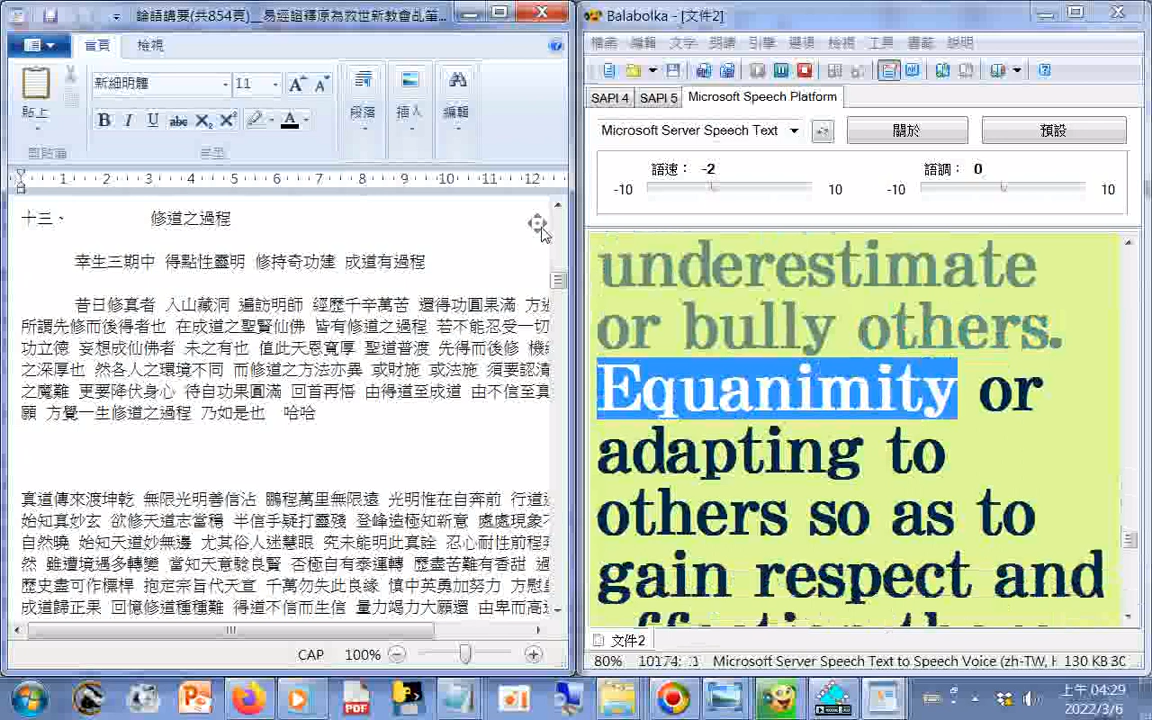 論語講要(共854頁)__易經證釋原為救世新教會乩筆...
Balabolka - [文件2]
首頁 檢視
檔案 編輯 文字 朗讀 引擎 選項 檢視 工具 書籤 說明
新細明體 11
貼上 段落 插入 編輯
剪貼簿 字型
SAPI 4 SAPI 5 Microsoft Speech Platform
Microsoft Server Speech Text 關於 預設
語速： -2 語調： 0
-10 10 -10 10
1 2 3 4 5 6 7 8 9 10 11 12
十三、 修道之過程
幸生三期中 得點性靈明 修持奇功建 成道有過程
昔日修真者 入山藏洞 遍訪明師 經歷千辛萬苦 還得功圓果滿 方
所謂先修而後得者也 在成道之聖賢仙佛 皆有修道之過程 若不能忍受一切
功立德 妄想成仙佛者 未之有也 值此天恩寬厚 聖道普渡 先得而後修 機
之深厚也 然各人之環境不同 而修道之方法亦異 或財施 或法施 須要認清
之魔難 更要降伏身心 待自功果圓滿 回首再悟 由得道至成道 由不信至真
願 方覺一生修道之過程 乃如是也 哈哈
真道傳來渡坤乾 無限光明善信沾 鵬程萬里無限遠 光明惟在自奔前 行道
始知真妙玄 欲修天道志當穩 半信半疑打靈殘 登峰造極知新意 處處現象
自然曉 始知天道妙無邊 尤其俗人迷慧眼 究未能明此真詮 忍心耐性前程
然 雖遭境遇多轉變 當知天意驗良賢 否極自有泰運轉 歷盡苦難有香甜
歷史盡可作標桿 抱定宗旨代天宣 千萬勿失此良緣 慎中英勇加努力 方慰
成道歸正果 回憶修道種種難 得道不信而生信 量力竭力大願還 由卑而高
underestimate
or bully others.
Equanimity or
adapting to
others so as to
gain respect and
文件2
CAP 100%
80% 10174: Microsoft Server Speech Text to Speech Voice (zh-TW, 130 KB
PDF
上午 04:29
2022/3/6